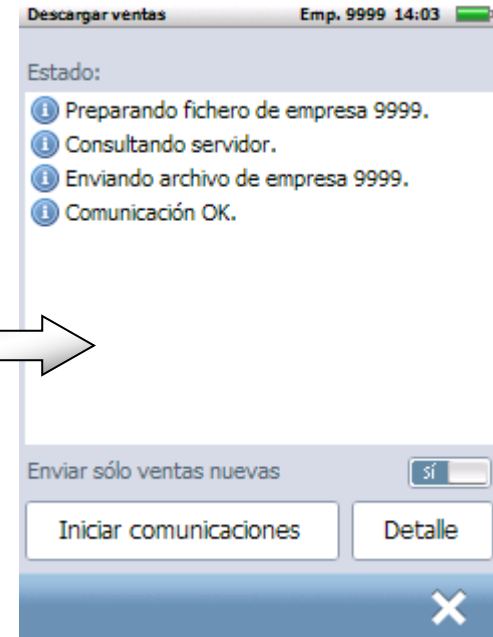 Descargar ventas Emp. 9999 14:03
Estado:
Preparando fichero de empresa 9999.
Consultando servidor.
Enviando archivo de empresa 9999.
Comunicación OK.
Enviar sólo ventas nuevas sí
Iniciar comunicaciones Detalle